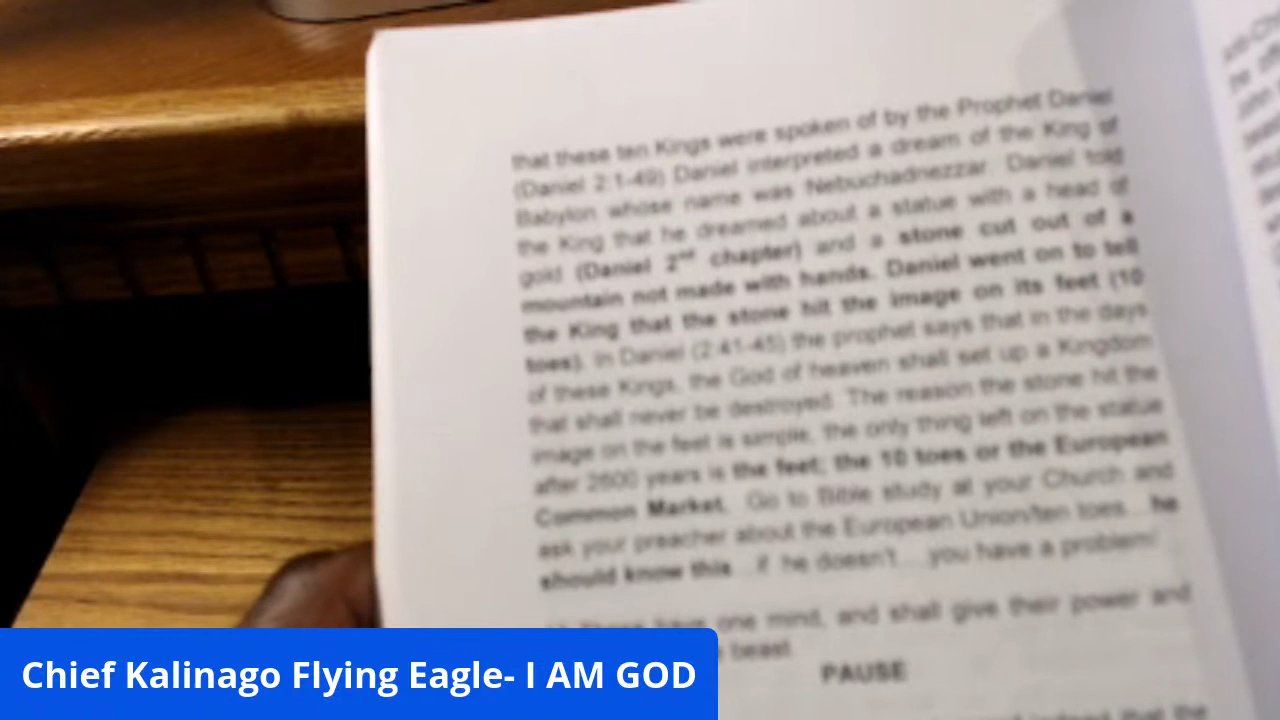 that these ten Kings were spoken of by the Prophet Daniel
(Daniel 2:1-49) Daniel interpreted a dream of the King of
Babylon whose name was Nebuchadnezzar. Daniel told
the King that he dreamed about a statue with a head of
gold (Daniel 2nd chapter) and a stone cut out of a
mountain not made with hands. Daniel went on to tell
the King that the stone hit the image on its feet (10
toes). In Daniel (2:41-45) the prophet says that in the days
of these Kings, the God of heaven shall set up a Kingdom
that shall never be destroyed. The reason the stone hit the
image on the feet is simple, the only thing left on the statue
after 2600 years is the feet; the 10 toes or the European
Common Market. Go to Bible study at your Church and
ask your preacher about the European Union/ten toes...he
should know this...if he doesn't....you have a problem!
These have one mind, and shall give their power and
beast
PAUSE
that the
Chief Kalinago Flying Eagle- I AM GOD